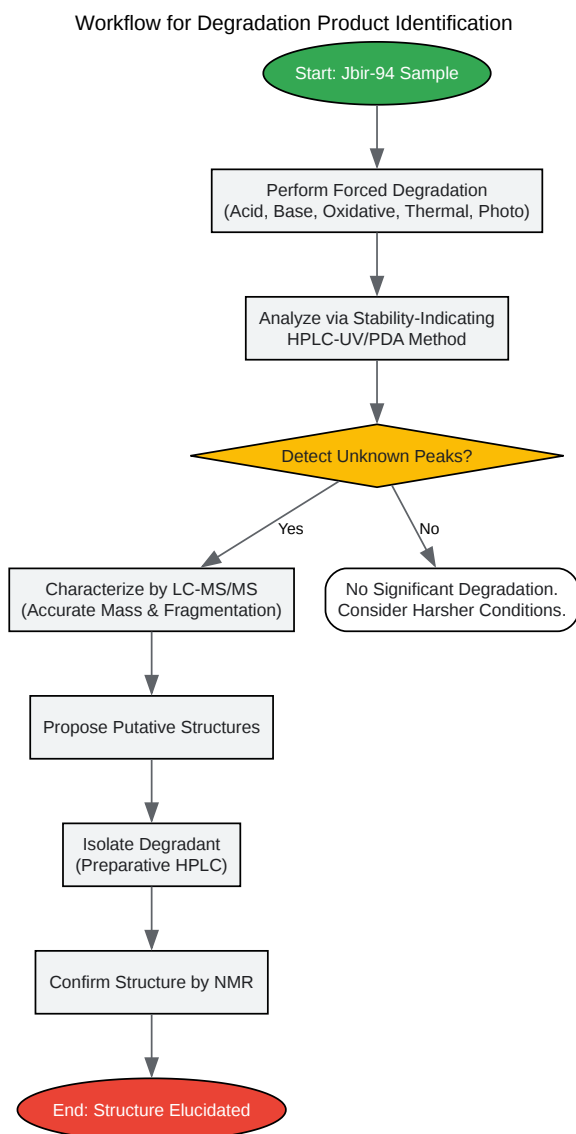 Workflow for Degradation Product Identification
Start: Jbir-94 Sample
Perform Forced Degradation
(Acid, Base, Oxidative, Thermal, Photo)
Analyze via Stability-Indicating
HPLC-UV/PDA Method
Detect Unknown Peaks?
Yes
No
Characterize by LC-MS/MS
(Accurate Mass & Fragmentation)
No Significant Degradation.
Consider Harsher Conditions.
Propose Putative Structures
Isolate Degradant
(Preparative HPLC)
Confirm Structure by NMR
End: Structure Elucidated